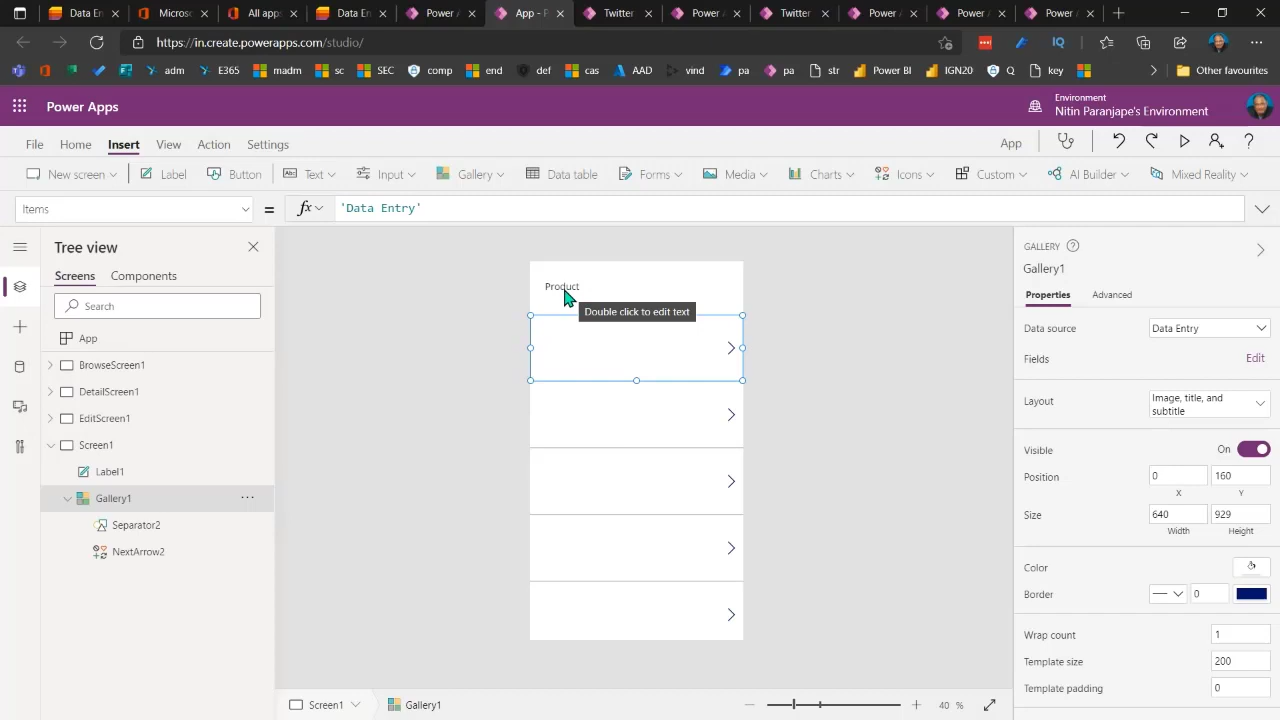 Data En
Microso
All apps
Data En
Power A
App - P
Twitter
Power A
Twitter
Power A
Power A
Power A
https://in.create.powerapps.com/studio/
adm
E365
madm
sc
SEC
comp
end
def
cas
AAD
vind
pa
pa
str
Power BI
IGN20
Q
key
Other favourites
Power Apps
Environment
Nitin Paranjape's Environment
File Home Insert View Action Settings
App
New screen
Label
Button
Text
Input
Gallery
Data table
Forms
Media
Charts
Icons
Custom
AI Builder
Mixed Reality
Items
=
fx
'Data Entry'
Tree view
Screens Components
Search
App
BrowseScreen1
DetailScreen1
EditScreen1
Screen1
Label1
Gallery1
Separator2
NextArrow2
Product
Double click to edit text
GALLERY
Gallery1
Properties Advanced
Data source Data Entry
Fields Edit
Layout Image, title, and subtitle
Visible On
Position 0 160
X Y
Size 640 929
Width Height
Color
Border 0
Wrap count 1
Template size 200
Template padding 0
Screen1
Gallery1
40 %